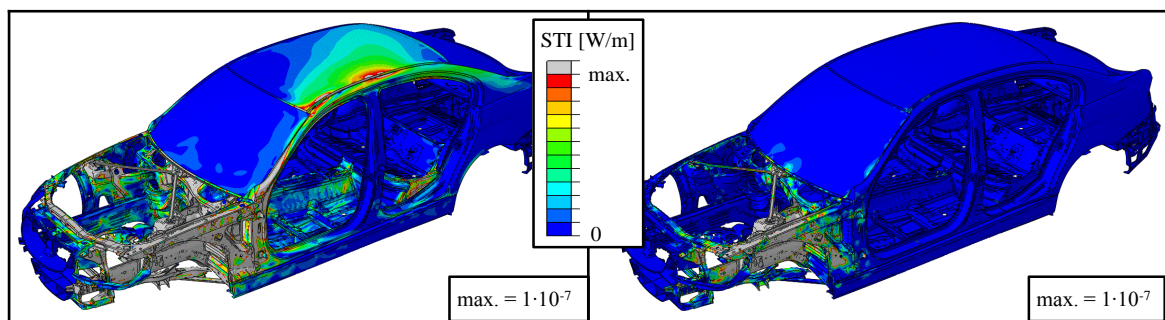 STI [W/m]
max.
0
max. = 1·10⁻⁷
max. = 1·10⁻⁷